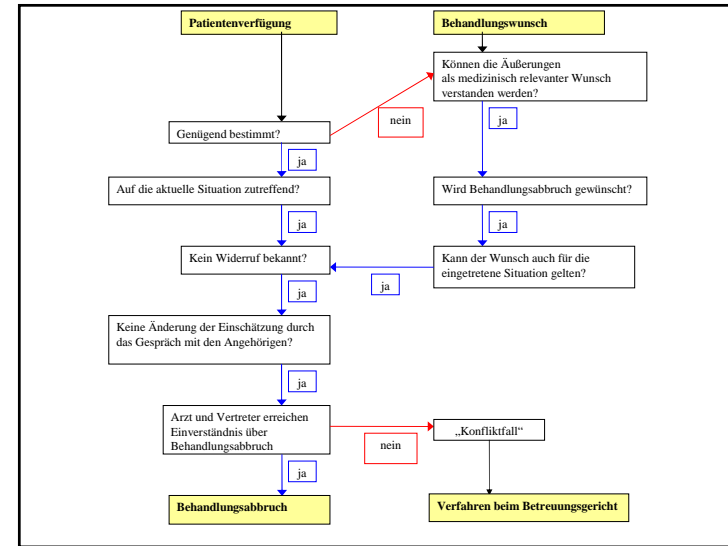 Patientenverfügung
Behandlungswunsch
Können die Äußerungen
als medizinisch relevanter Wunsch
verstanden werden?
nein
ja
Genügend bestimmt?
ja
Auf die aktuelle Situation zutreffend?
Wird Behandlungsabbruch gewünscht?
ja
ja
Kein Widerruf bekannt?
Kann der Wunsch auch für die
eingetretene Situation gelten?
ja
ja
Keine Änderung der Einschätzung durch
das Gespräch mit den Angehörigen?
ja
Arzt und Vertreter erreichen
Einverständnis über
Behandlungsabbruch
nein
„Konfliktfall“
ja
Behandlungsabbruch
Verfahren beim Betreuungsgericht